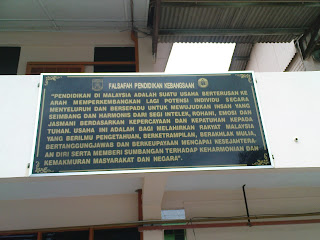 FALSAFAH PENDIDIKAN KEBANGSAAN
"PENDIDIKAN DI MALAYSIA ADALAH SUATU USAHA BERTERUSAN KE
ARAH MEMPERKEMBANGKAN LAGI POTENSI INDIVIDU SECARA
MENYELURUH DAN BERSEPADU UNTUK MEWUJUDKAN INSAN YANG
SEIMBANG DAN HARMONIS DARI SEGI INTELEK, ROHANI, EMOSI DAN
JASMANI BERDASARKAN KEPERCAYAAN DAN KEPATUHAN KEPADA
TUHAN. USAHA INI ADALAH BAGI MELAHIRKAN RAKYAT MALAYSIA
YANG BERILMU PENGETAHUAN, BERKETRAMPILAN, BERAKHLAK MULIA,
BERTANGGUNGJAWAB DAN BERKEUPAYAAN MENCAPAI KESEJAHTERA-
AN DIRI SERTA MEMBERI SUMBANGAN TERHADAP KEHARMONIAN DAN
KEMAKMURAN MASYARAKAT DAN NEGARA".